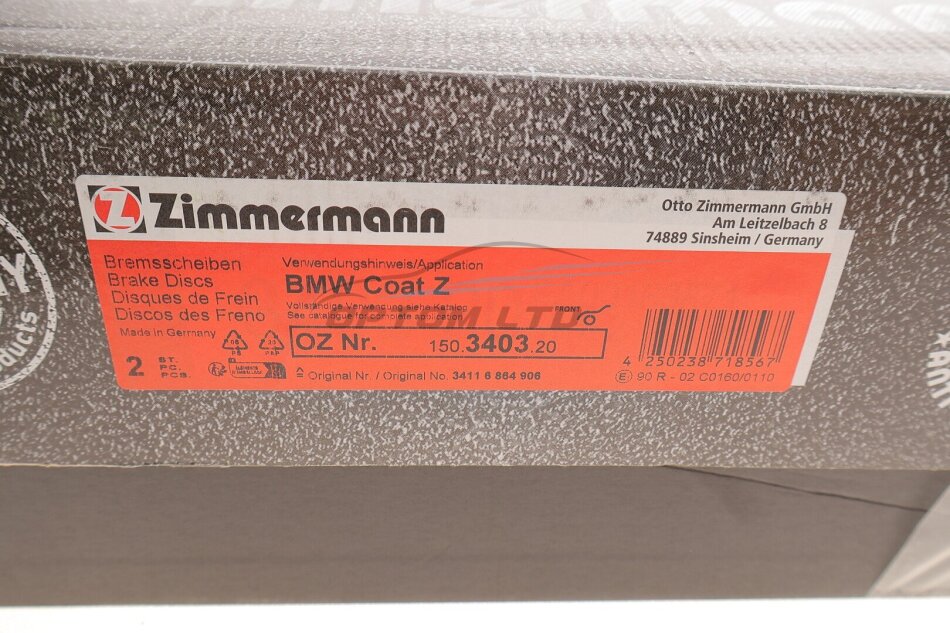 Zimmermann
Otto Zimmermann GmbH
Am Leitzelbach 8
74889 Sinsheim / Germany
Bremsscheiben
Brake Discs
Disques de Frein
Discos des Freno
Made in Germany
Verwendungshinweis/Application
BMW Coat Z
Vollständige Verwendung siehe Katalog
See catalogue for complete application
FRONT
OPTOM LTD
OZ Nr. 150.3403.20
2 ST. PC. PCS.
≙ Original Nr. / Original No. 3411 6 864 906
4 250238 718567
E 90 R - 02 C0160/0110